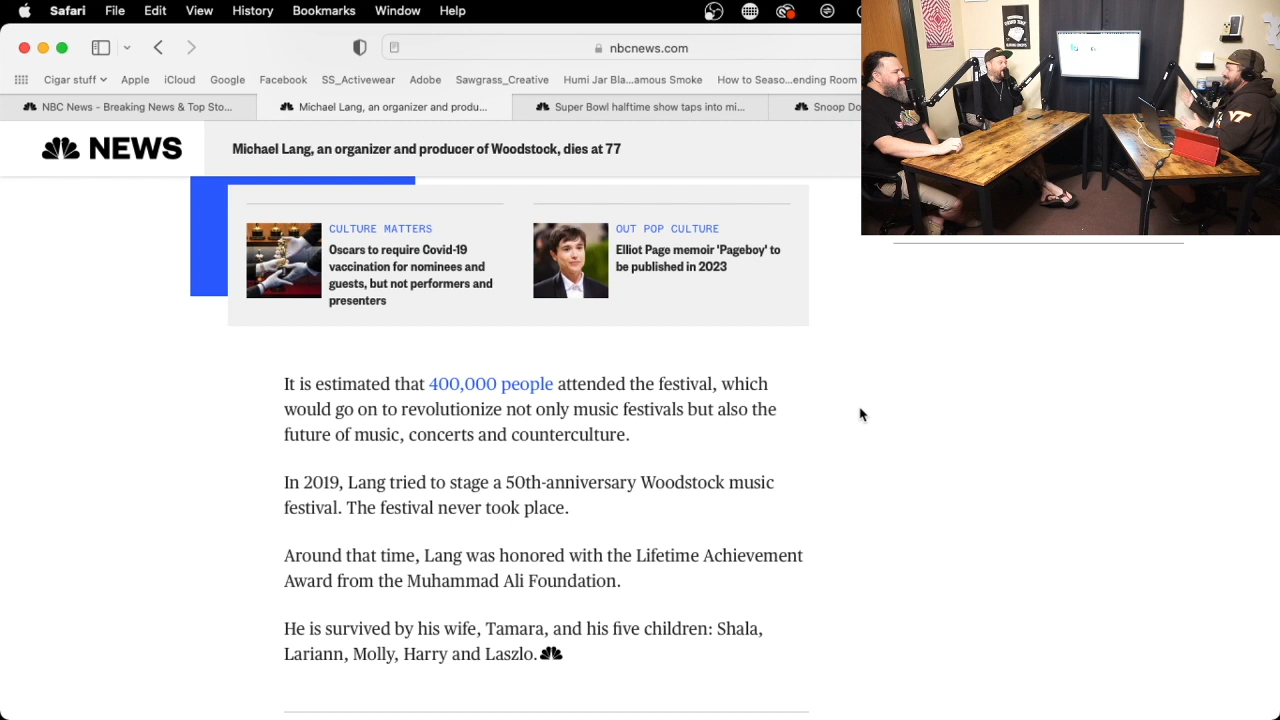 Safari File Edit View History Bookmarks Window Help
nbcnews.com
Cigar stuff Apple iCloud Google Facebook SS_Activewear Adobe Sawgrass_Creative Humi Jar Bla...amous Smoke How to Seaso...ending Room
NBC News - Breaking News & Top Sto... Michael Lang, an organizer and produ... Super Bowl halftime show taps into mi... Snoop Do
NEWS Michael Lang, an organizer and producer of Woodstock, dies at 77
CULTURE MATTERS
Oscars to require Covid-19
vaccination for nominees and
guests, but not performers and
presenters
OUT POP CULTURE
Elliot Page memoir 'Pageboy' to
be published in 2023
It is estimated that 400,000 people attended the festival, which
would go on to revolutionize not only music festivals but also the
future of music, concerts and counterculture.
In 2019, Lang tried to stage a 50th-anniversary Woodstock music
festival. The festival never took place.
Around that time, Lang was honored with the Lifetime Achievement
Award from the Muhammad Ali Foundation.
He is survived by his wife, Tamara, and his five children: Shala,
Lariann, Molly, Harry and Laszlo.
VT